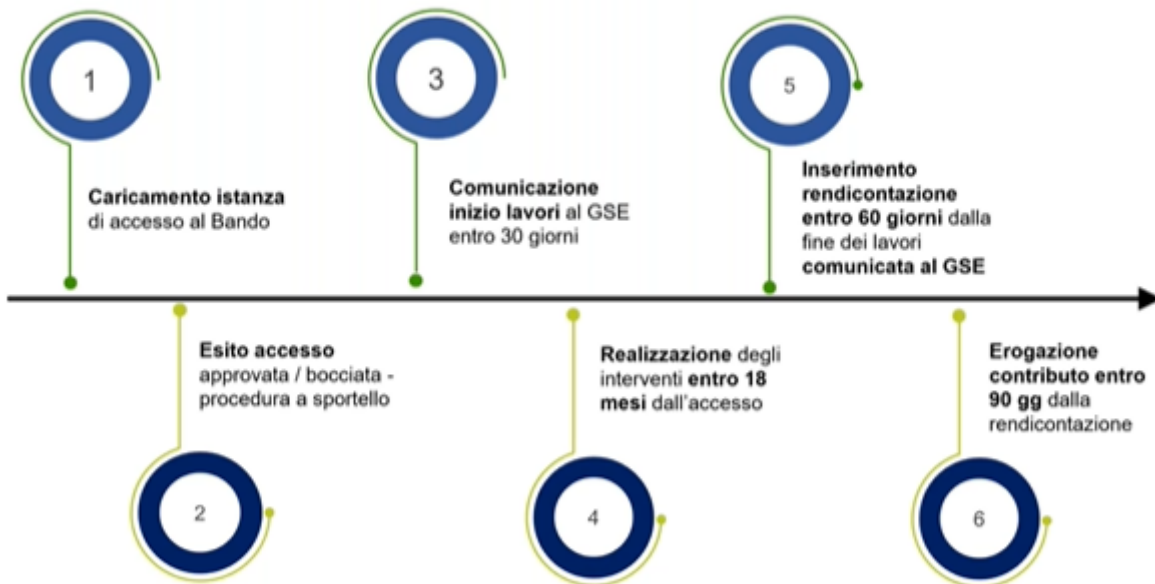 1
Caricamento istanza
di accesso al Bando
2
Esito accesso
approvata / bocciata -
procedura a sportello
3
Comunicazione
inizio lavori al GSE
entro 30 giorni
4
Realizzazione degli
interventi entro 18
mesi dall'accesso
5
Inserimento
rendicontazione
entro 60 giorni dalla
fine dei lavori
comunicata al GSE
6
Erogazione
contributo entro
90 gg dalla
rendicontazione